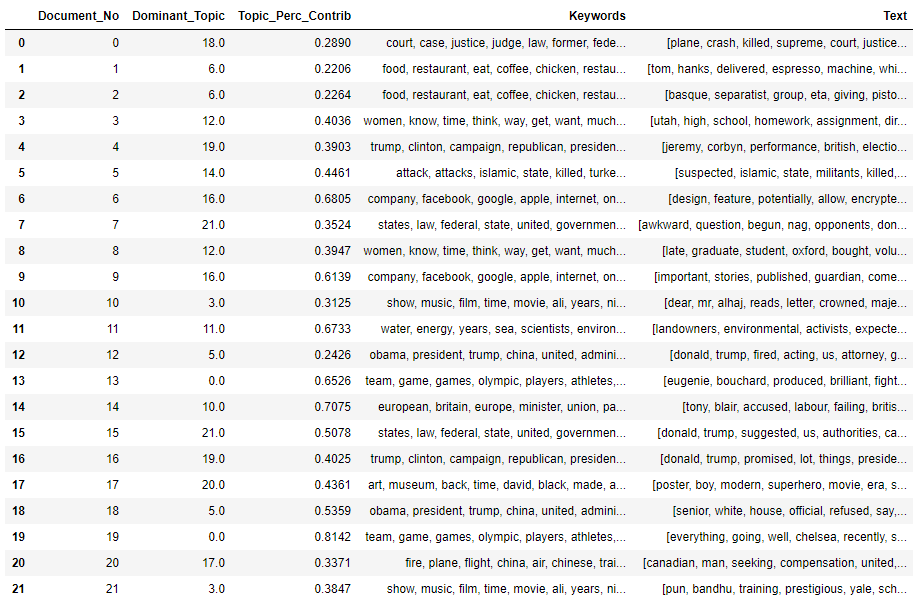 Document_No Dominant_Topic Topic_Perc_Contrib Keywords Text
0 0 18.0 0.2890 court, case, justice, judge, law, former, fede... [plane, crash, killed, supreme, court, justice...
1 1 6.0 0.2206 food, restaurant, eat, coffee, chicken, restau... [tom, hanks, delivered, espresso, machine, whi...
2 2 6.0 0.2264 food, restaurant, eat, coffee, chicken, restau... [basque, separatist, group, eta, giving, pisto...
3 3 12.0 0.4036 women, know, time, think, way, get, want, much... [utah, high, school, homework, assignment, dir...
4 4 19.0 0.3903 trump, clinton, campaign, republican, presiden... [jeremy, corbyn, performance, british, electio...
5 5 14.0 0.4461 attack, attacks, islamic, state, killed, turke... [suspected, islamic, state, militants, killed,...
6 6 16.0 0.6805 company, facebook, google, apple, internet, on... [design, feature, potentially, allow, encrypte...
7 7 21.0 0.3524 states, law, federal, state, united, governmen... [awkward, question, begun, nag, opponents, don...
8 8 12.0 0.3947 women, know, time, think, way, get, want, much... [late, graduate, student, oxford, bought, volu...
9 9 16.0 0.6139 company, facebook, google, apple, internet, on... [important, stories, published, guardian, come...
10 10 3.0 0.3125 show, music, film, time, movie, ali, years, ni... [dear, mr, alhaj, reads, letter, crowned, maje...
11 11 11.0 0.6733 water, energy, years, sea, scientists, environ... [landowners, environmental, activists, expecte...
12 12 5.0 0.2426 obama, president, trump, china, united, admini... [donald, trump, fired, acting, us, attorney, g...
13 13 0.0 0.6526 team, game, games, olympic, players, athletes,... [eugenie, bouchard, produced, brilliant, fight...
14 14 10.0 0.7075 european, britain, europe, minister, union, pa... [tony, blair, accused, labour, failing, britis...
15 15 21.0 0.5078 states, law, federal, state, united, governmen... [donald, trump, suggested, us, authorities, ca...
16 16 19.0 0.4025 trump, clinton, campaign, republican, presiden... [donald, trump, promised, lot, things, preside...
17 17 20.0 0.4361 art, museum, back, time, david, black, made, a... [poster, boy, modern, superhero, movie, era, s...
18 18 5.0 0.5359 obama, president, trump, china, united, admini... [senior, white, house, official, refused, say,...
19 19 0.0 0.8142 team, game, games, olympic, players, athletes,... [everything, going, well, chelsea, recently, s...
20 20 17.0 0.3371 fire, plane, flight, china, air, chinese, trai... [canadian, man, seeking, compensation, united,...
21 21 3.0 0.3847 show, music, film, time, movie, ali, years, ni... [pun, bandhu, training, prestigious, yale, sch...